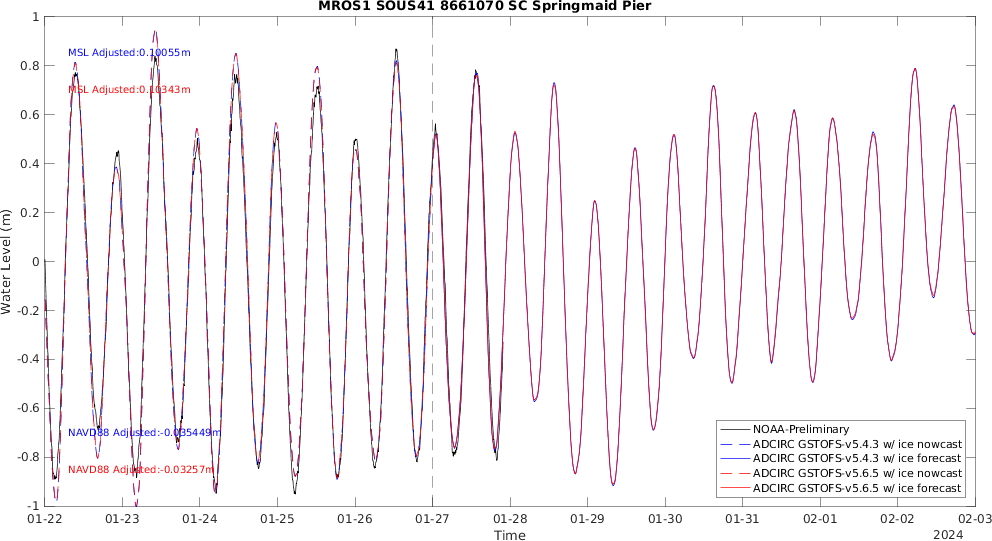 MROS1 SOUS41 8661070 SC Springmaid Pier
MSL Adjusted:0.10055m
MSL Adjusted:0.10343m
NAVD88 Adjusted:-0.035449m
NAVD88 Adjusted:-0.03257m
Water Level (m)
1
0.8
0.6
0.4
0.2
0
-0.2
-0.4
-0.6
-0.8
-1
NOAA-Preliminary
ADCIRC GSTOFS-v5.4.3 w/ ice nowcast
ADCIRC GSTOFS-v5.4.3 w/ ice forecast
ADCIRC GSTOFS-v5.6.5 w/ ice nowcast
ADCIRC GSTOFS-v5.6.5 w/ ice forecast
01-22 01-23 01-24 01-25 01-26 01-27 01-28 01-29 01-30 01-31 02-01 02-02 02-03
Time
2024